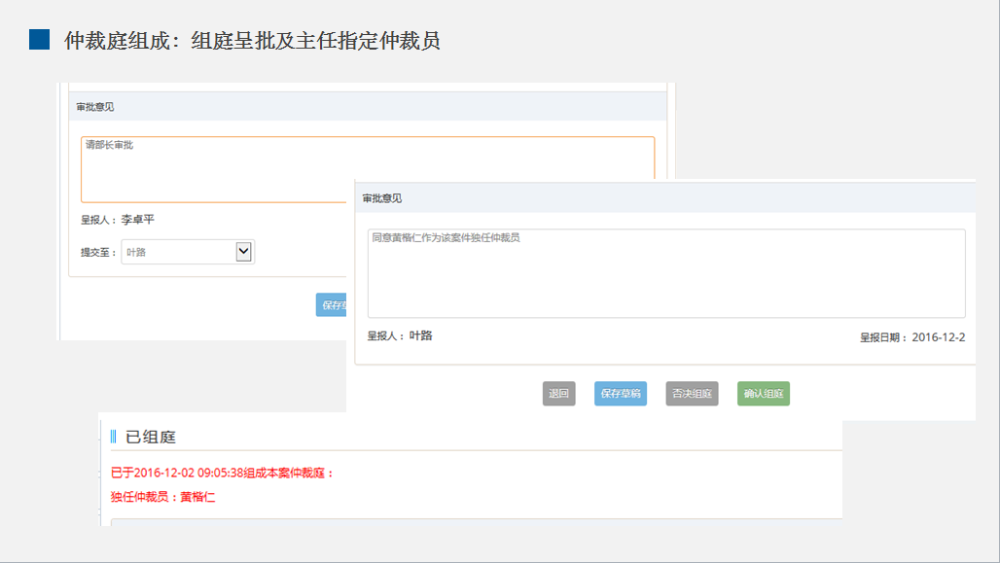 仲裁庭组成：组庭呈批及主任指定仲裁员
审批意见
请部长审批
呈报人：李卓平
提交至：叶路
保存
审批意见
同意黄楷仁作为该案件独任仲裁员
呈报人：叶路
呈报日期：2016-12-2
退回 保存草稿 否决组庭 确认组庭
已组庭
已于2016-12-02 09:05:38组成本案仲裁庭：
独任仲裁员：黄楷仁